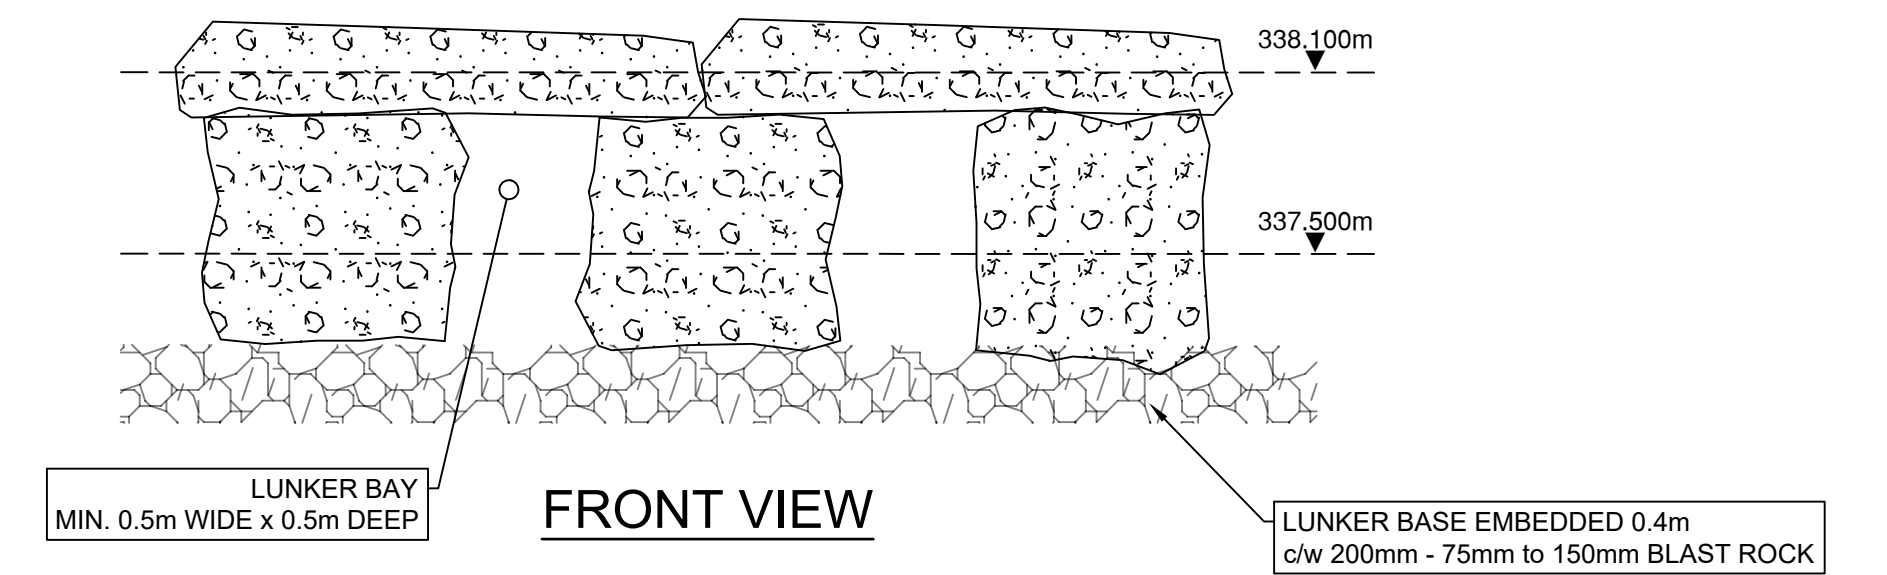 338.100m
337.500m
LUNKER BAY
MIN. 0.5m WIDE x 0.5m DEEP
FRONT VIEW
LUNKER BASE EMBEDDED 0.4m
c/w 200mm - 75mm to 150mm BLAST ROCK